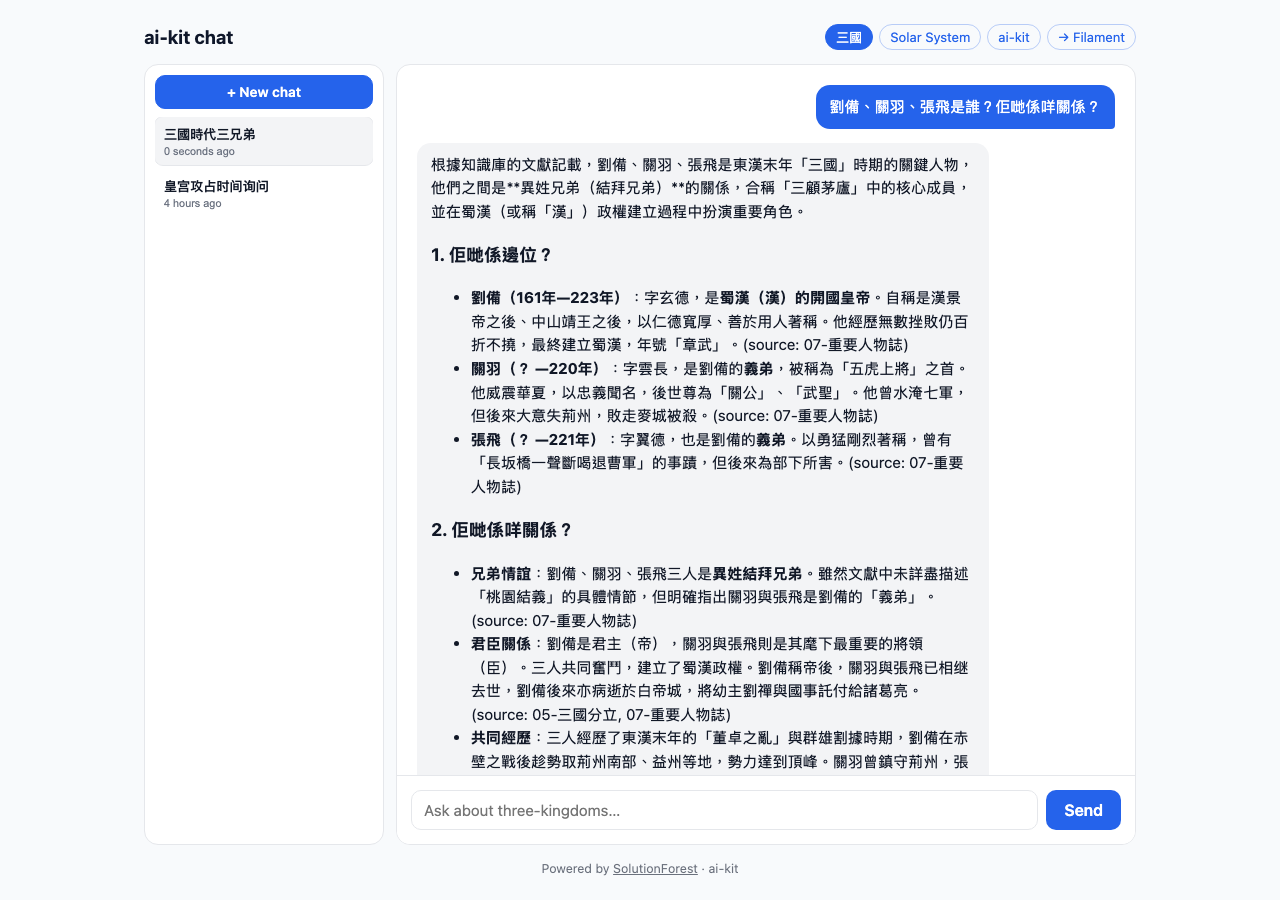 ai-kit chat
三國
Solar System
ai-kit
→ Filament
+ New chat
三國時代三兄弟
0 seconds ago
皇宫攻占时间询问
4 hours ago
劉備、關羽、張飛是誰？佢哋係咩關係？
根據知識庫的文獻記載，劉備、關羽、張飛是東漢末年「三國」時期的關鍵人物，
他們之間是**異姓兄弟（結拜兄弟）**的關係，合稱「三顧茅廬」中的核心成員，
並在蜀漢（或稱「漢」）政權建立過程中扮演重要角色。
1. 佢哋係邊位？
• 劉備（161年—223年）：字玄德，是蜀漢（漢）的開國皇帝。自稱是漢景
帝之後、中山靖王之後，以仁德寬厚、善於用人著稱。他經歷無數挫敗仍百
折不撓，最終建立蜀漢，年號「章武」。(source: 07-重要人物誌)
• 關羽（？—220年）：字雲長，是劉備的義弟，被稱為「五虎上將」之首。
他威震華夏，以忠義聞名，後世尊為「關公」、「武聖」。他曾水淹七軍，
但後來大意失荊州，敗走麥城被殺。(source: 07-重要人物誌)
• 張飛（？—221年）：字翼德，也是劉備的義弟。以勇猛剛烈著稱，曾有
「長坂橋一聲斷喝退曹軍」的事蹟，但後來為部下所害。(source: 07-重要
人物誌)
2. 佢哋係咩關係？
• 兄弟情誼：劉備、關羽、張飛三人是異姓結拜兄弟。雖然文獻中未詳盡描述
「桃園結義」的具體情節，但明確指出關羽與張飛是劉備的「義弟」。
(source: 07-重要人物誌)
• 君臣關係：劉備是君主（帝），關羽與張飛則是其麾下最重要的將領
（臣）。三人共同奮鬥，建立了蜀漢政權。劉備稱帝後，關羽與張飛已相继
去世，劉備後來亦病逝於白帝城，將幼主劉禪與國事託付給諸葛亮。
(source: 05-三國分立, 07-重要人物誌)
• 共同經歷：三人經歷了東漢末年的「董卓之亂」與群雄割據時期，劉備在赤
壁之戰後趁勢取荊州南部、益州等地，勢力達到頂峰。關羽曾鎮守荊州，張
Ask about three-kingdoms...
Send
Powered by SolutionForest · ai-kit